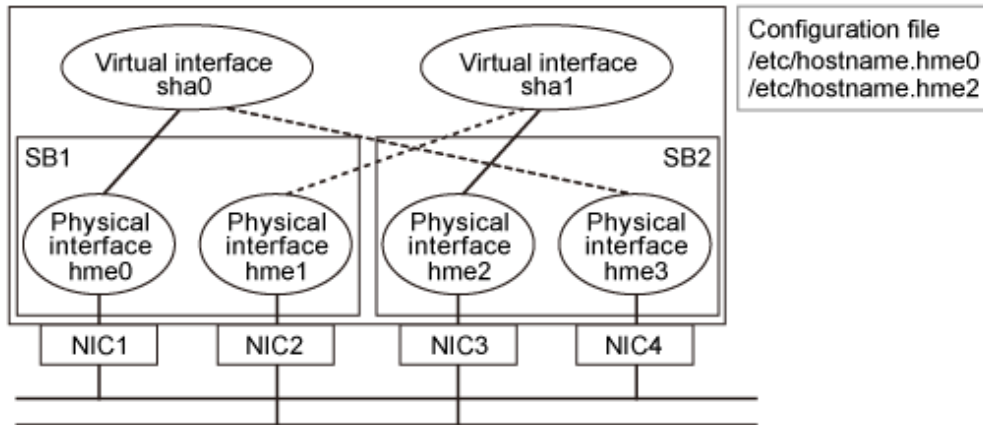 Configuration file
/etc/hostname.hme0
/etc/hostname.hme2
Virtual interface
sha0
Virtual interface
sha1
SB1
SB2
Physical
interface
hme0
Physical
interface
hme1
Physical
interface
hme2
Physical
interface
hme3
NIC1
NIC2
NIC3
NIC4